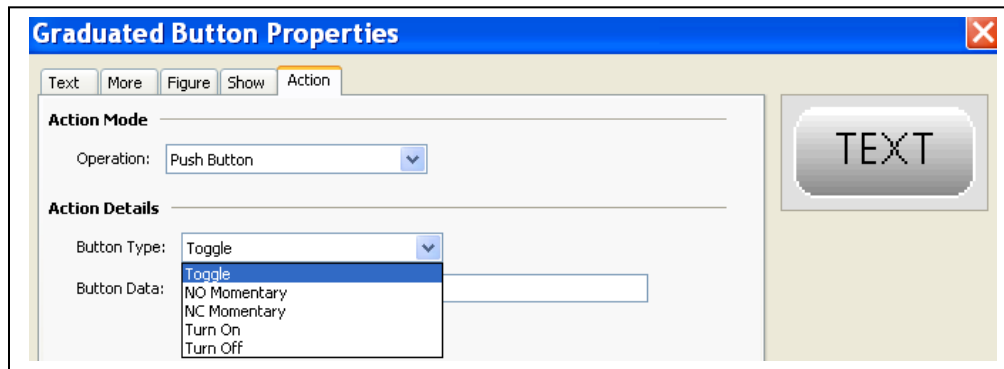 Graduated Button Properties
Text More Figure Show Action
Action Mode
Operation: Push Button
TEXT
Action Details
Button Type: Toggle
Toggle
Button Data:
NO Momentary
NC Momentary
Turn On
Turn Off